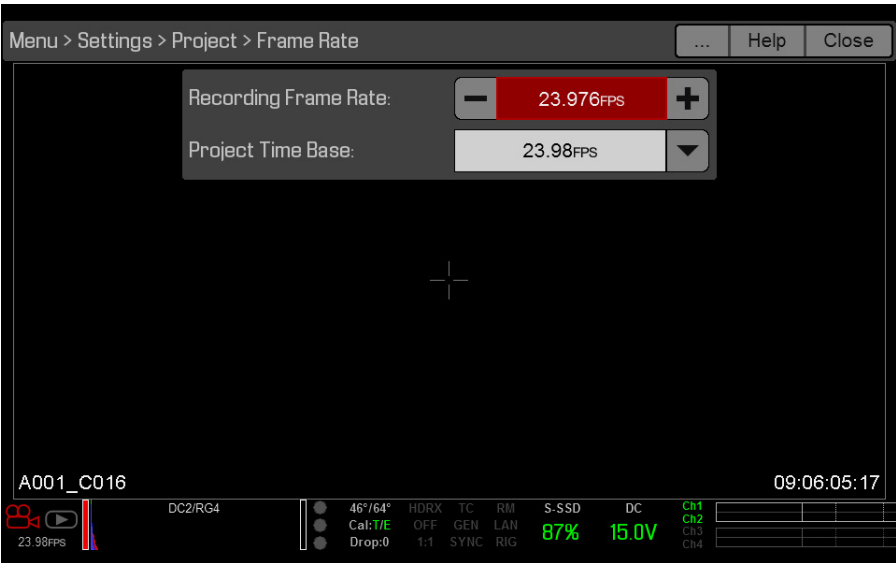 Menu > Settings > Project > Frame Rate ... Help Close
Recording Frame Rate: 23.976FPS
Project Time Base: 23.98FPS
A001_C016 09:06:05:17
DC2/RG4 46°/64° HDRX TC RM S-SSD DC Ch1
Cal:T/E OFF GEN LAN 87% 15.0V Ch2
23.98FPS Drop:0 1:1 SYNC RIG Ch3
Ch4